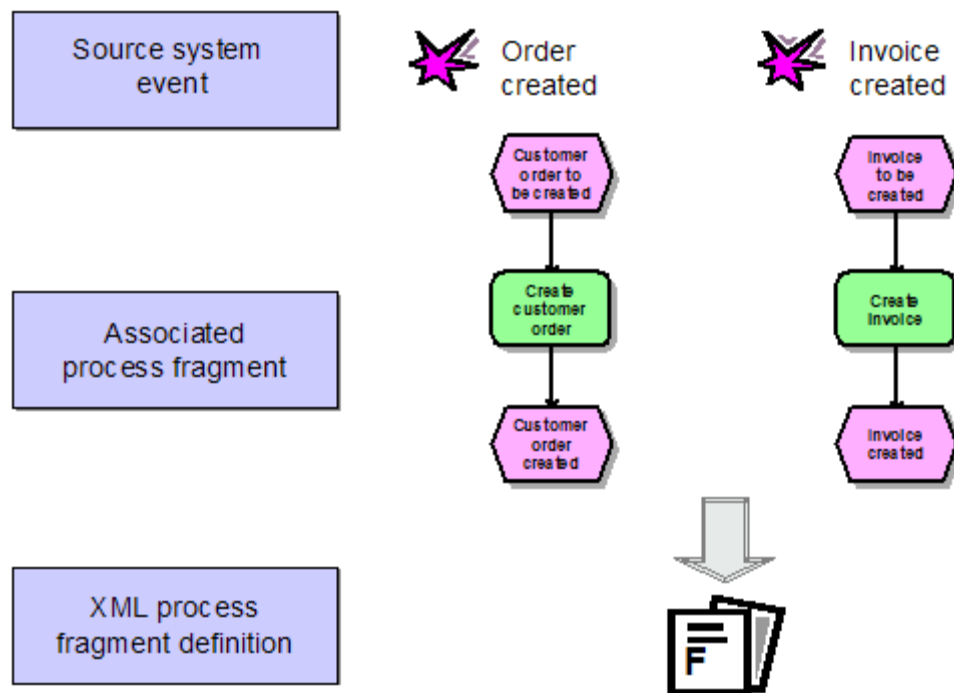 Source system
event
Order
created
Invoice
created
Customer
order to
be created
Invoice
to be
created
Associated
process fragment
Create
customer
order
Create
invoice
Customer
order
created
Invoice
created
XML process
fragment definition
F